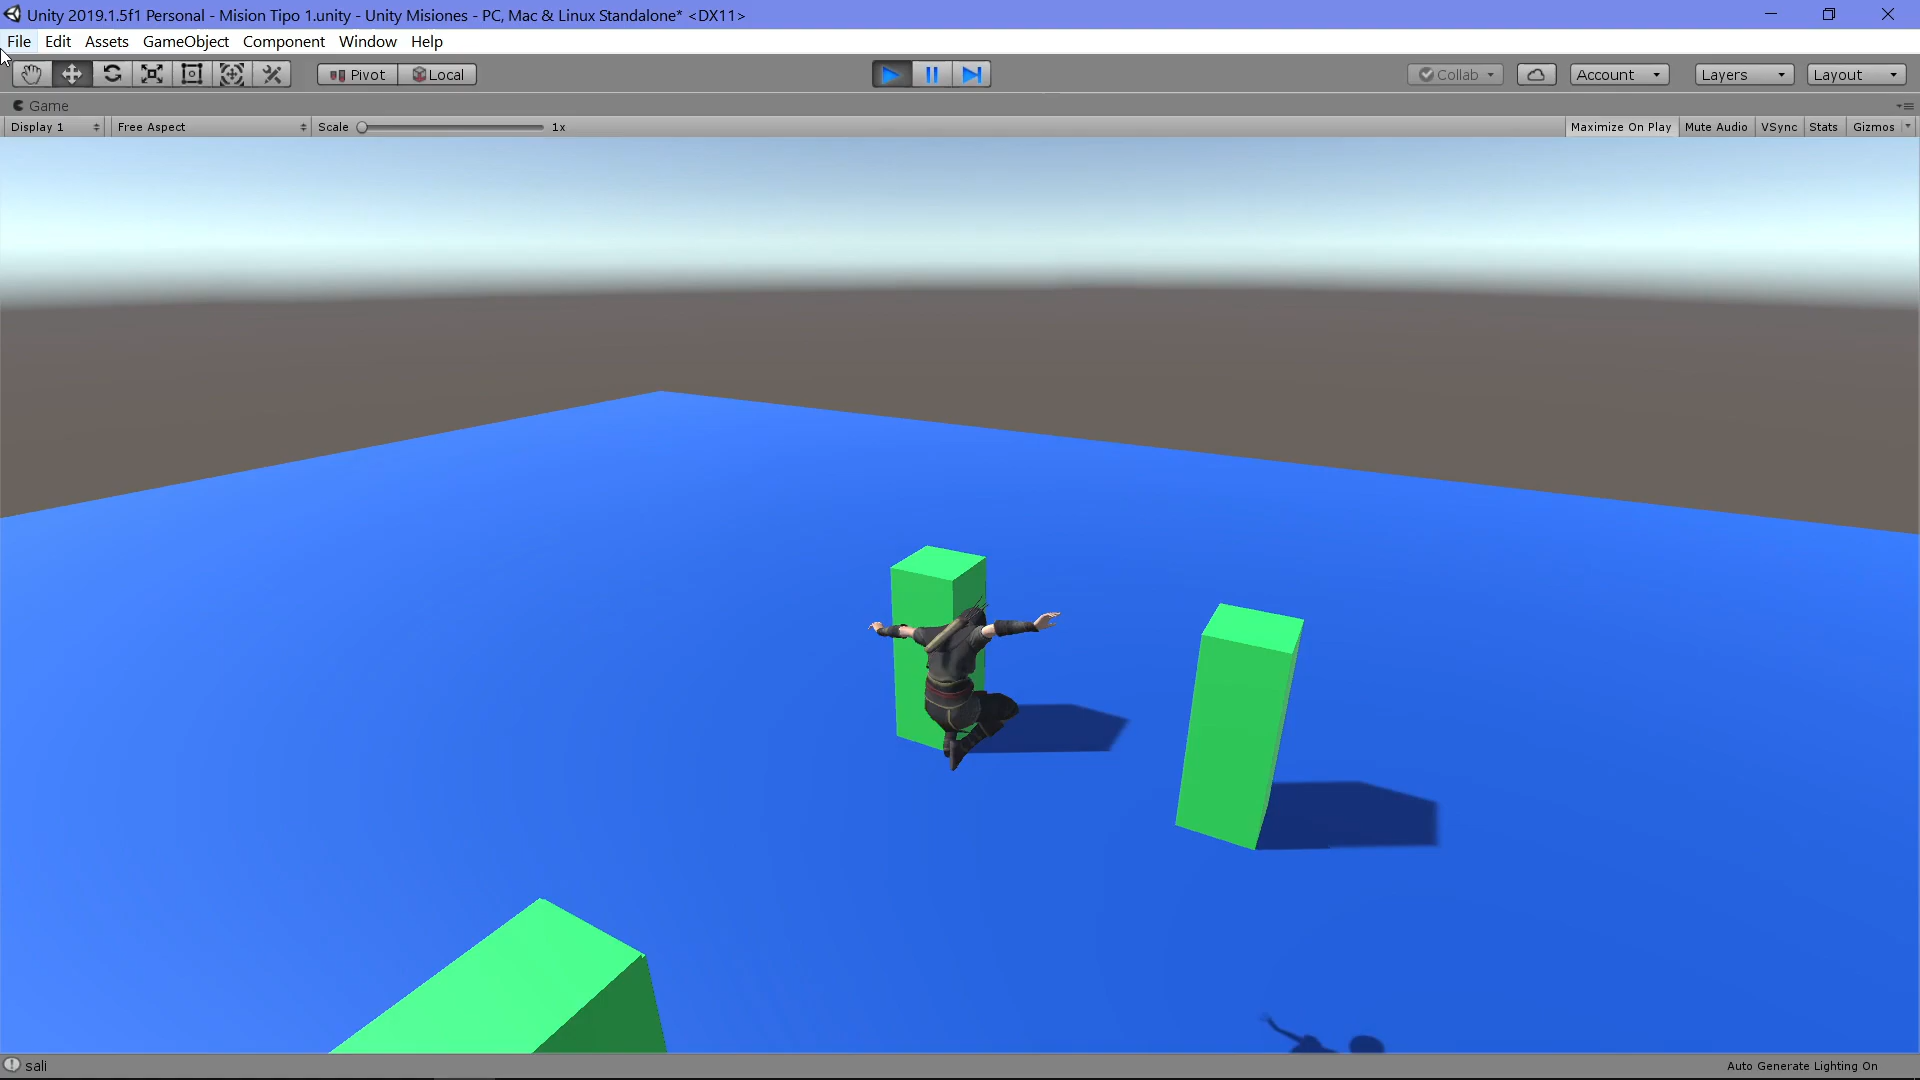 Unity 2019.1.5f1 Personal - Mision Tipo 1.unity - Unity Misiones - PC, Mac & Linux Standalone* <DX11>
File Edit Assets GameObject Component Window Help
Pivot Local Collab Account Layers Layout
Game
Display 1 Free Aspect Scale 1x Maximize On Play Mute Audio VSync Stats Gizmos
sali Auto Generate Lighting On